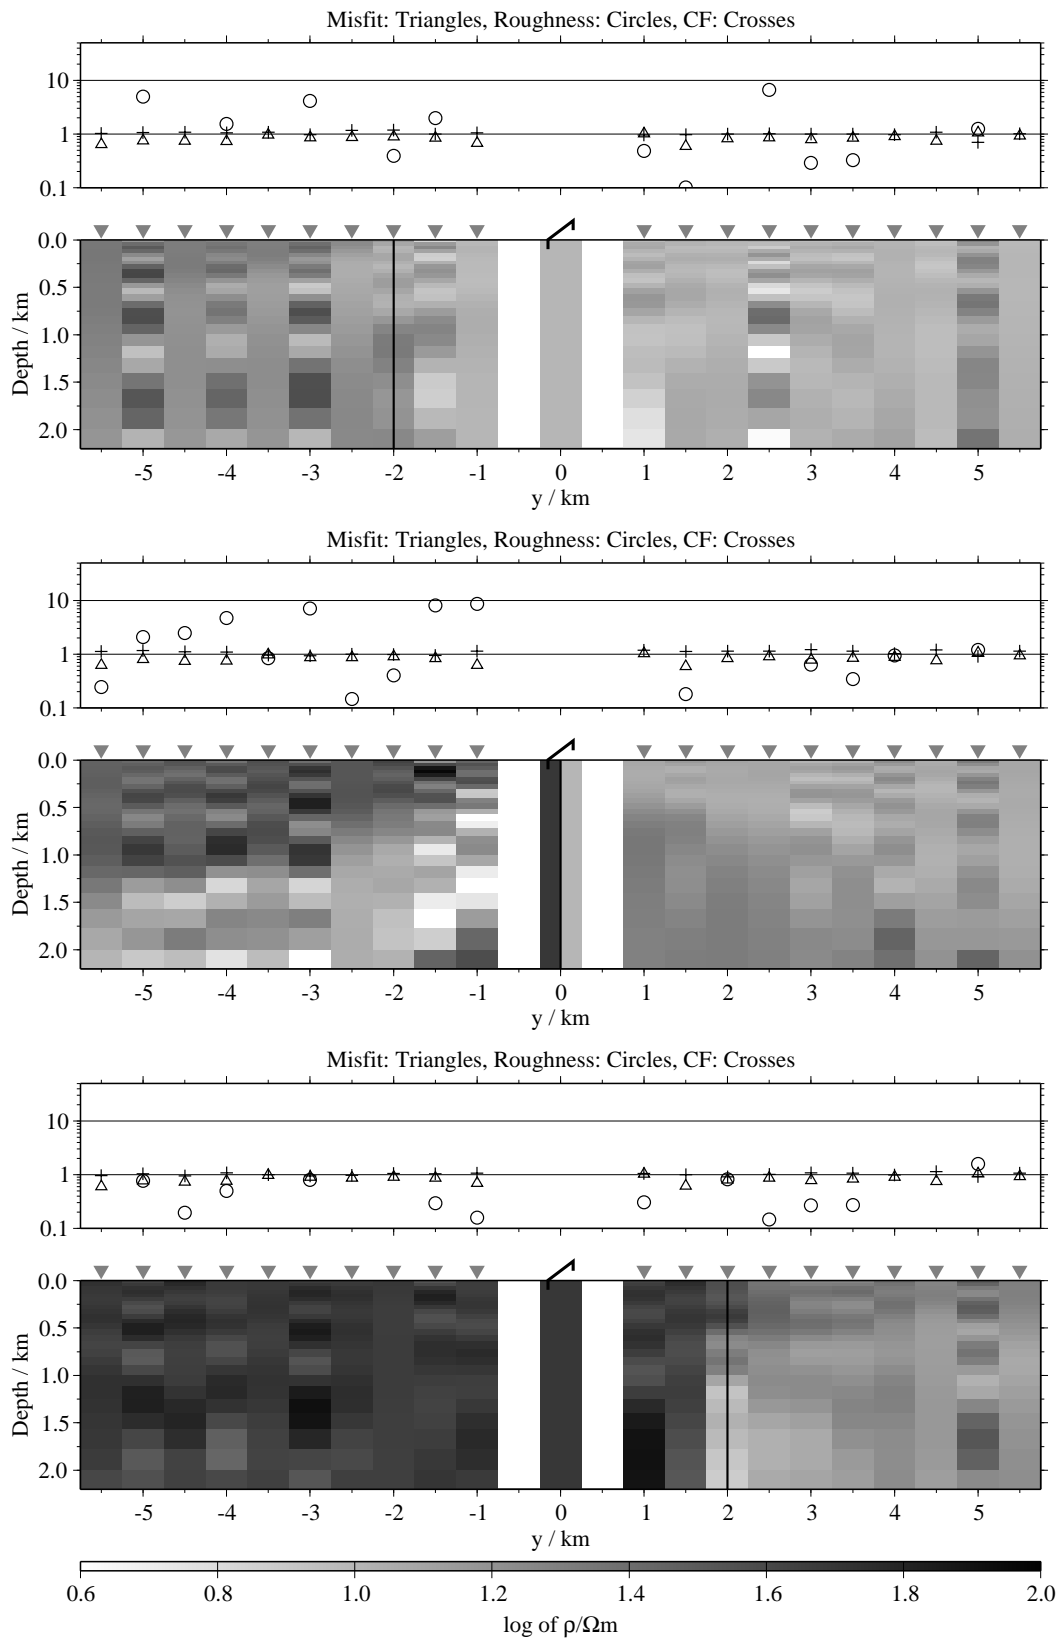 Misfit: Triangles, Roughness: Circles, CF: Crosses
10
1
0.1
0.0
0.5
1.0
1.5
2.0
Depth / km
-5 -4 -3 -2 -1 0 1 2 3 4 5
y / km
Misfit: Triangles, Roughness: Circles, CF: Crosses
10
1
0.1
0.0
0.5
1.0
1.5
2.0
Depth / km
-5 -4 -3 -2 -1 0 1 2 3 4 5
y / km
Misfit: Triangles, Roughness: Circles, CF: Crosses
10
1
0.1
0.0
0.5
1.0
1.5
2.0
Depth / km
-5 -4 -3 -2 -1 0 1 2 3 4 5
y / km
0.6 0.8 1.0 1.2 1.4 1.6 1.8 2.0
log of ρ/Ωm